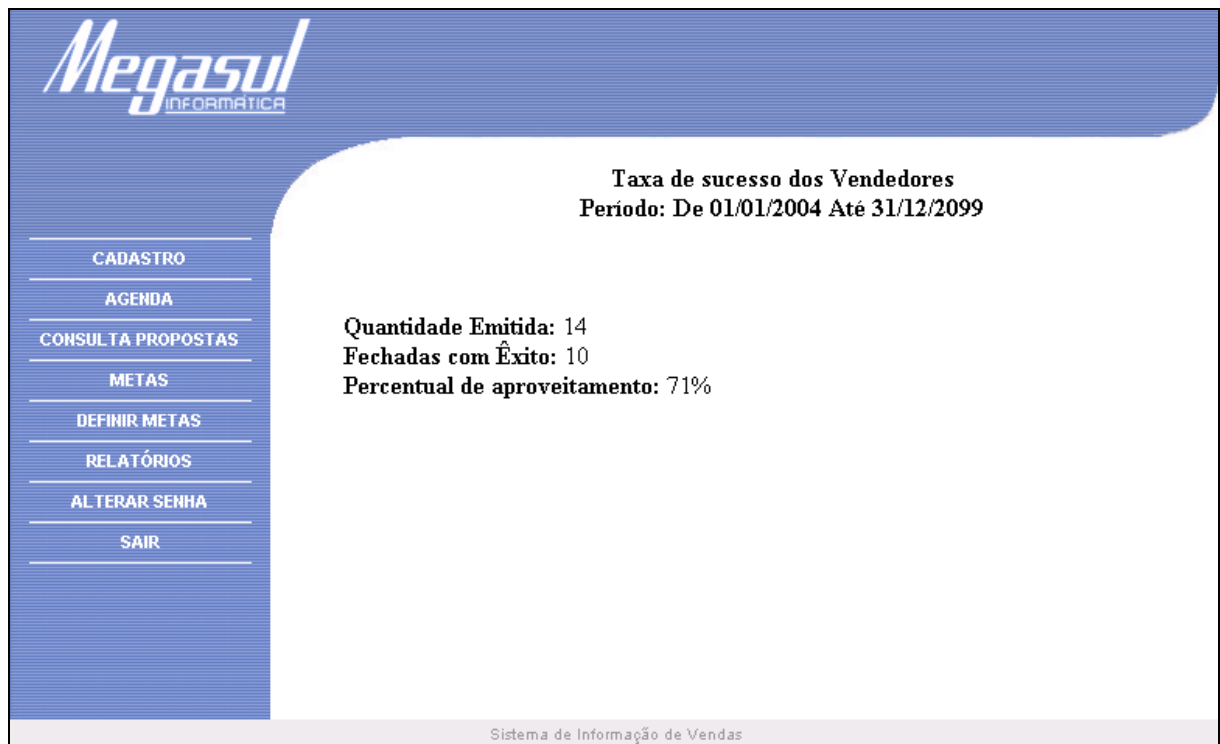 Megasul
INFORMÁTICA
Taxa de sucesso dos Vendedores
Período: De 01/01/2004 Até 31/12/2099
CADASTRO
AGENDA
CONSULTA PROPOSTAS
METAS
DEFINIR METAS
RELATÓRIOS
ALTERAR SENHA
SAIR
Quantidade Emitida: 14
Fechadas com Êxito: 10
Percentual de aproveitamento: 71%
Sistema de Informação de Vendas